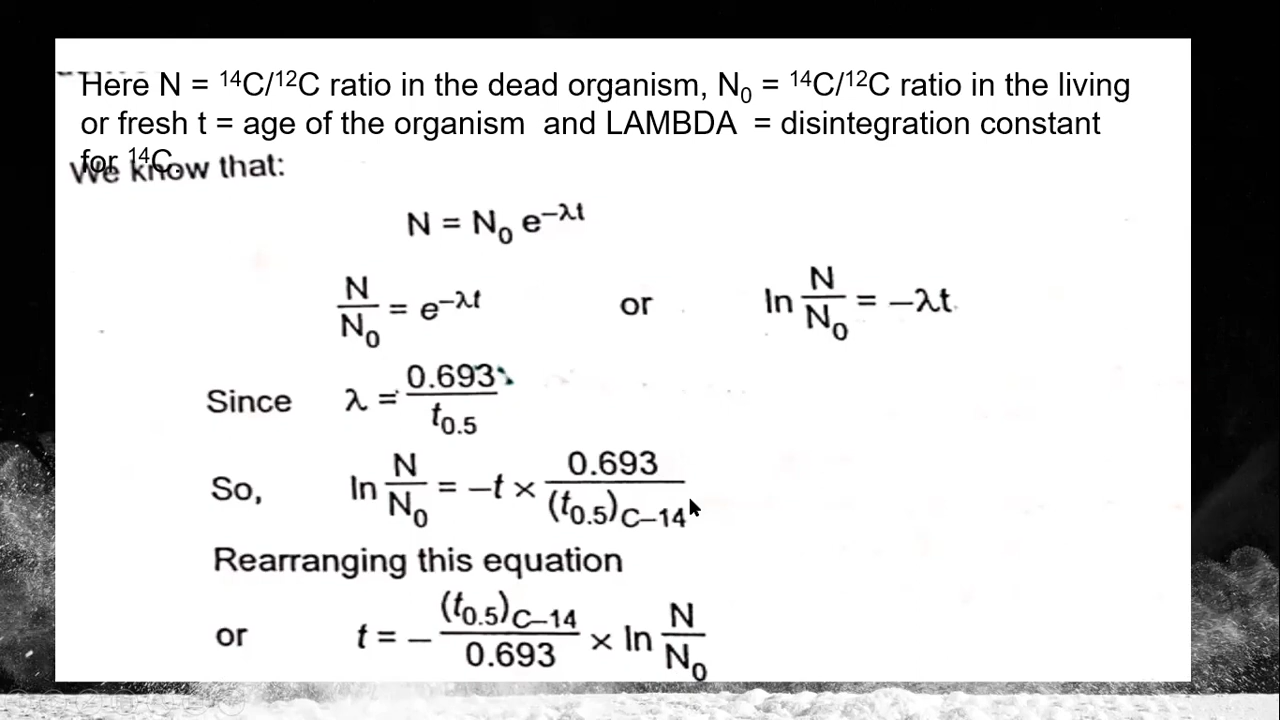 Here N = ¹⁴C/¹²C ratio in the dead organism, N₀ = ¹⁴C/¹²C ratio in the living
or fresh t = age of the organism and LAMBDA = disintegration constant
for ¹⁴C.
We know that:
N = N₀ e^–λt
N/N₀ = e^–λt or ln N/N₀ = –λt
Since λ = 0.693/t₀.₅
So, ln N/N₀ = –t × 0.693/(t₀.₅)C–14
Rearranging this equation
or t = – (t₀.₅)C–14/0.693 × ln N/N₀